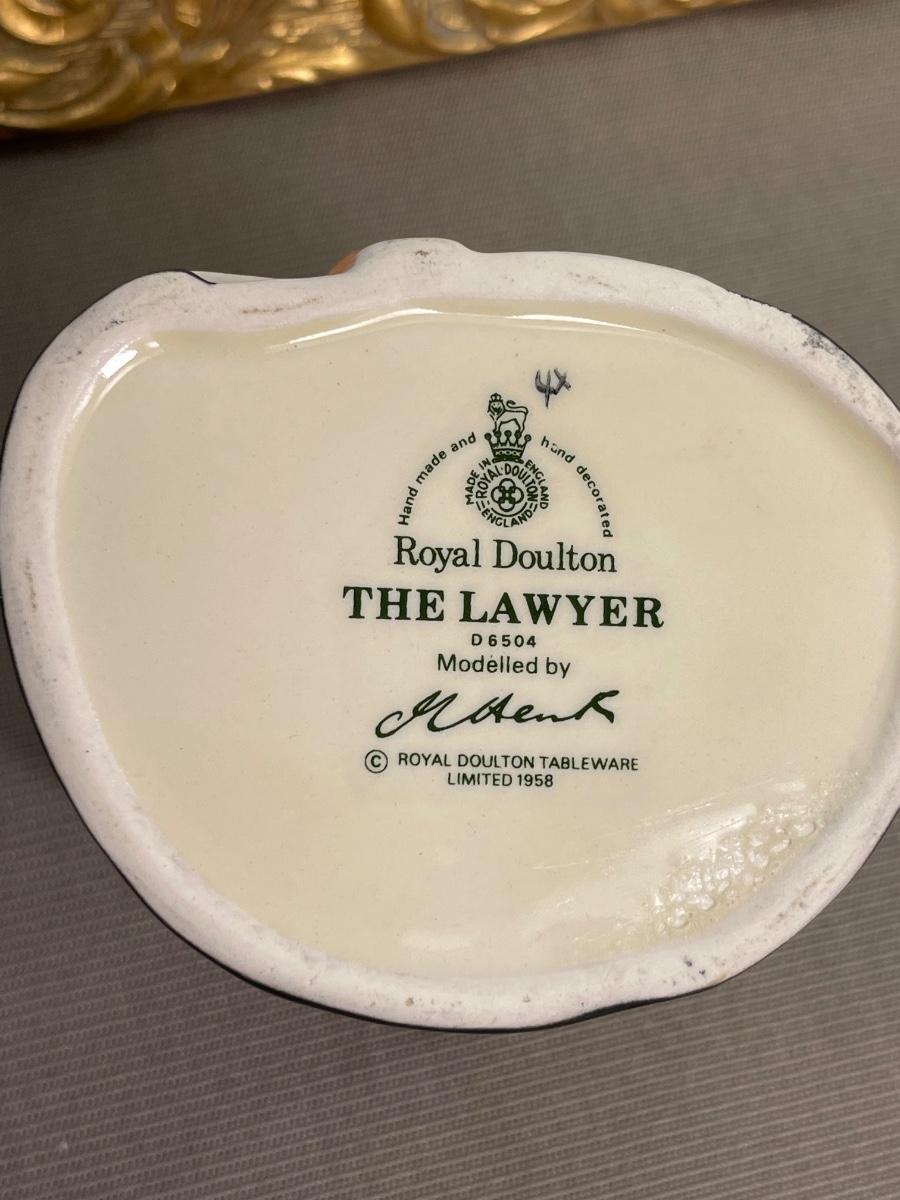 Hand made and hand decorated
MADE IN ENGLAND
ROYAL·DOULTON
ENGLAND
Royal Doulton
THE LAWYER
D6504
Modelled by
© ROYAL DOULTON TABLEWARE
LIMITED 1958